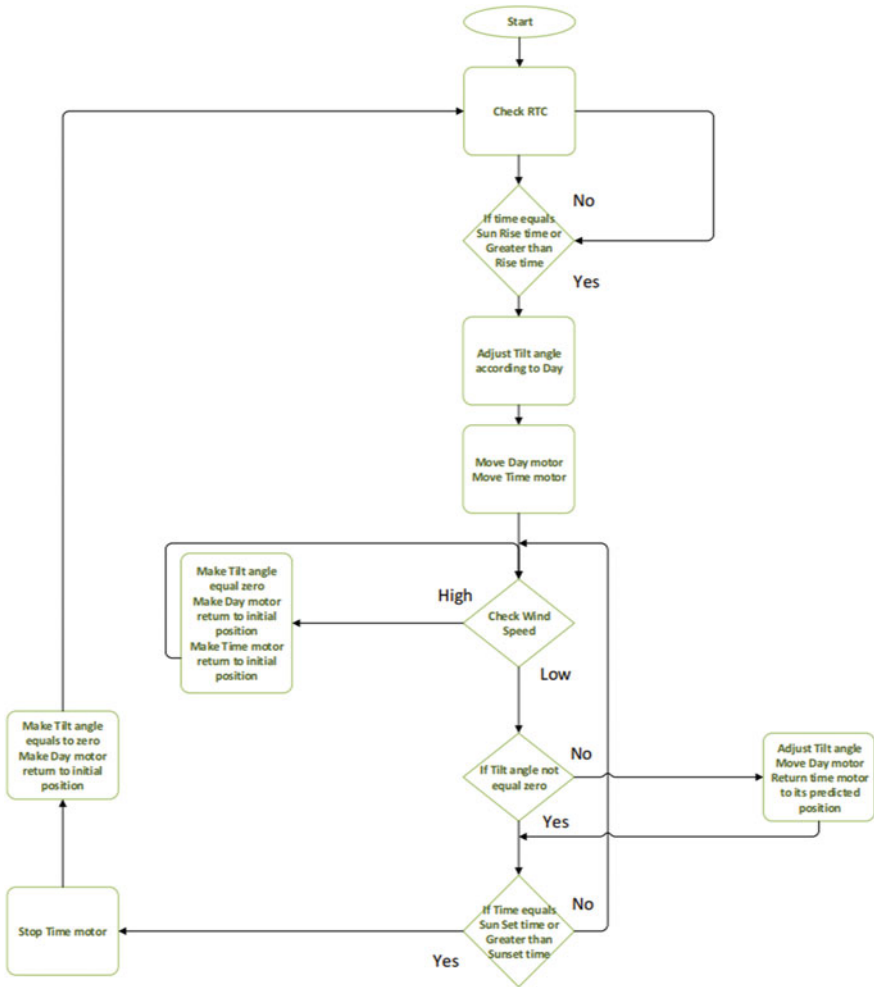 Start
Check RTC
No
If time equals
Sun Rise time or
Greater than
Rise time
Yes
Adjust Tilt angle
according to Day
Move Day motor
Move Time motor
Make Tilt angle
equal zero
Make Day motor
return to initial
position
Make Time motor
return to initial
position
High
Check Wind
Speed
Low
Make Tilt angle
equals to zero
Make Day motor
return to initial
position
If Tilt angle not
equal zero
No
Adjust Tilt angle
Move Day motor
Return time motor
to its predicted
position
Yes
Stop Time motor
If Time equals
Sun Set time or
Greater than
Sunset time
No
Yes